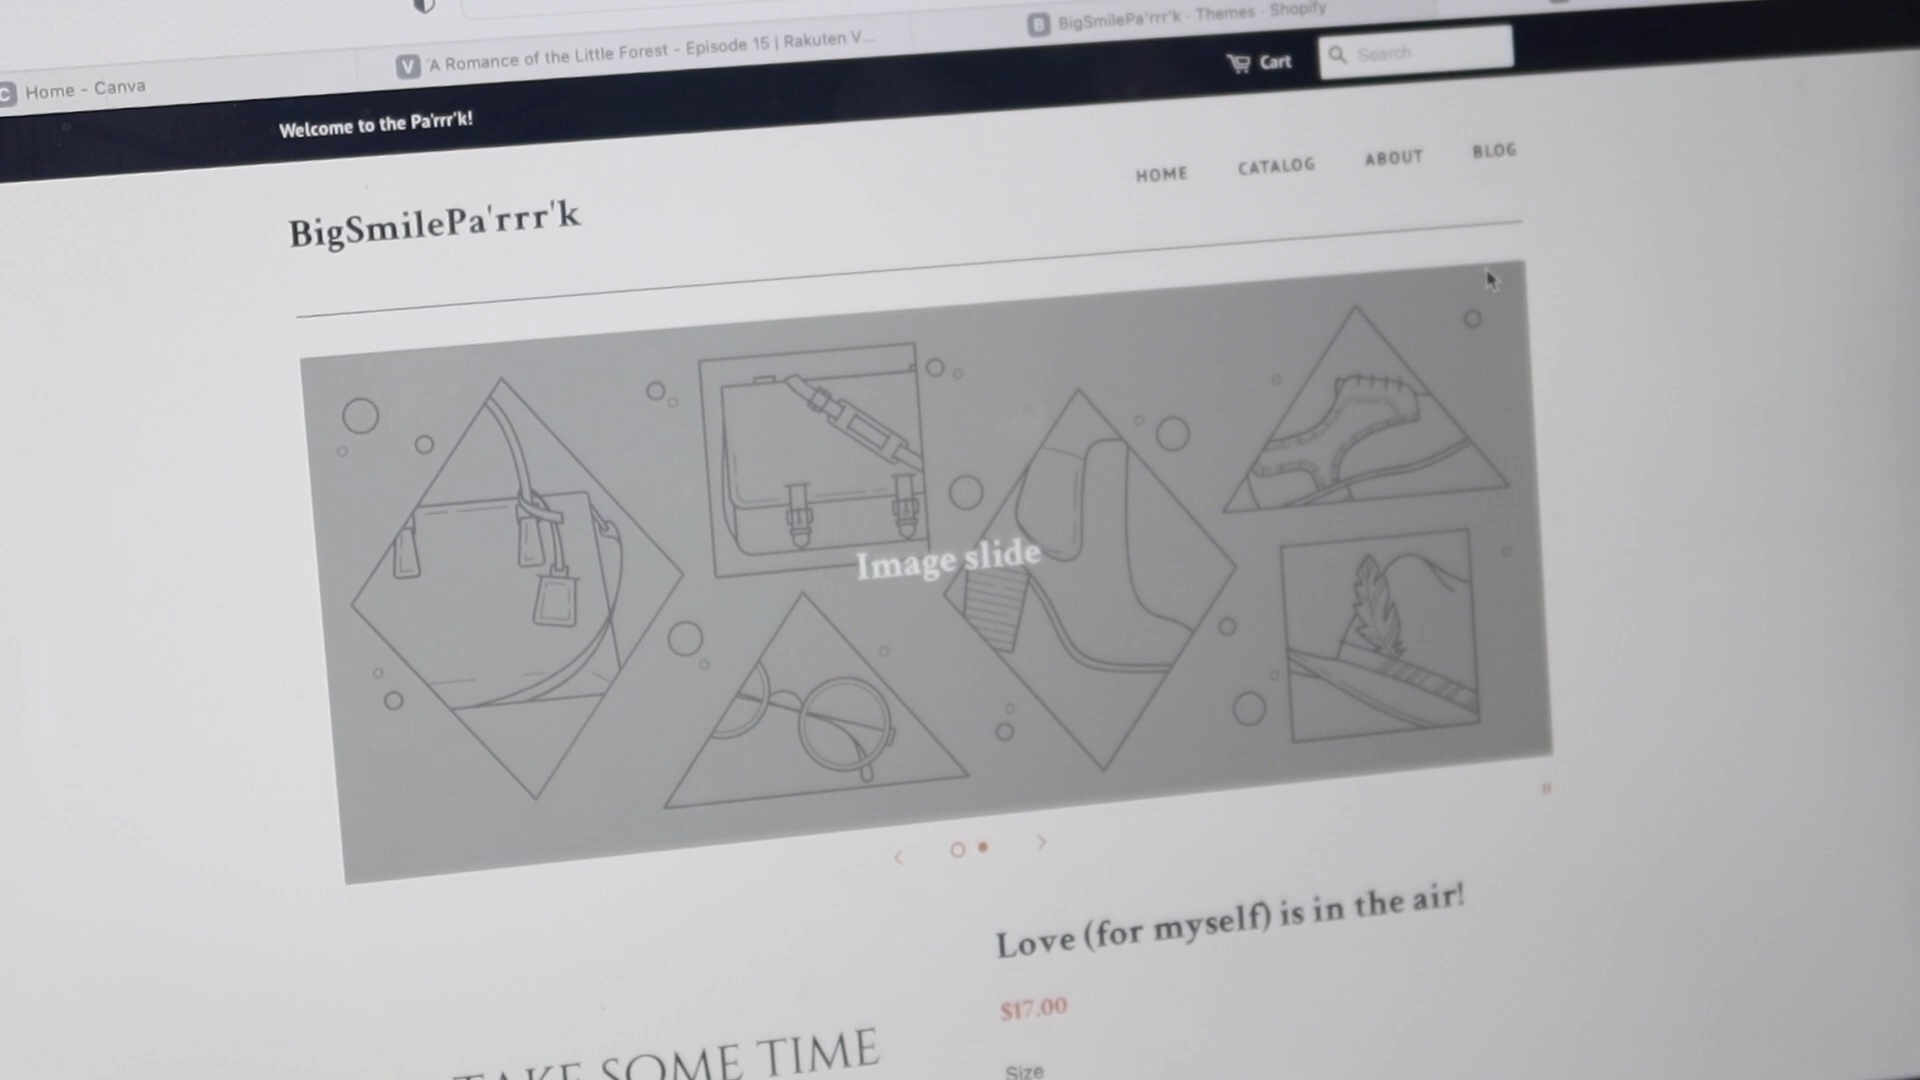 Home - Canva
A Romance of the Little Forest - Episode 15 | Rakuten V...
BigSmilePa'rrr'k · Themes · Shopify
Welcome to the Pa'rrr'k!
Cart
Search
BigSmilePa'rrr'k
HOME
CATALOG
ABOUT
BLOG
Image slide
Love (for myself) is in the air!
$17.00
Size
TAKE SOME TIME